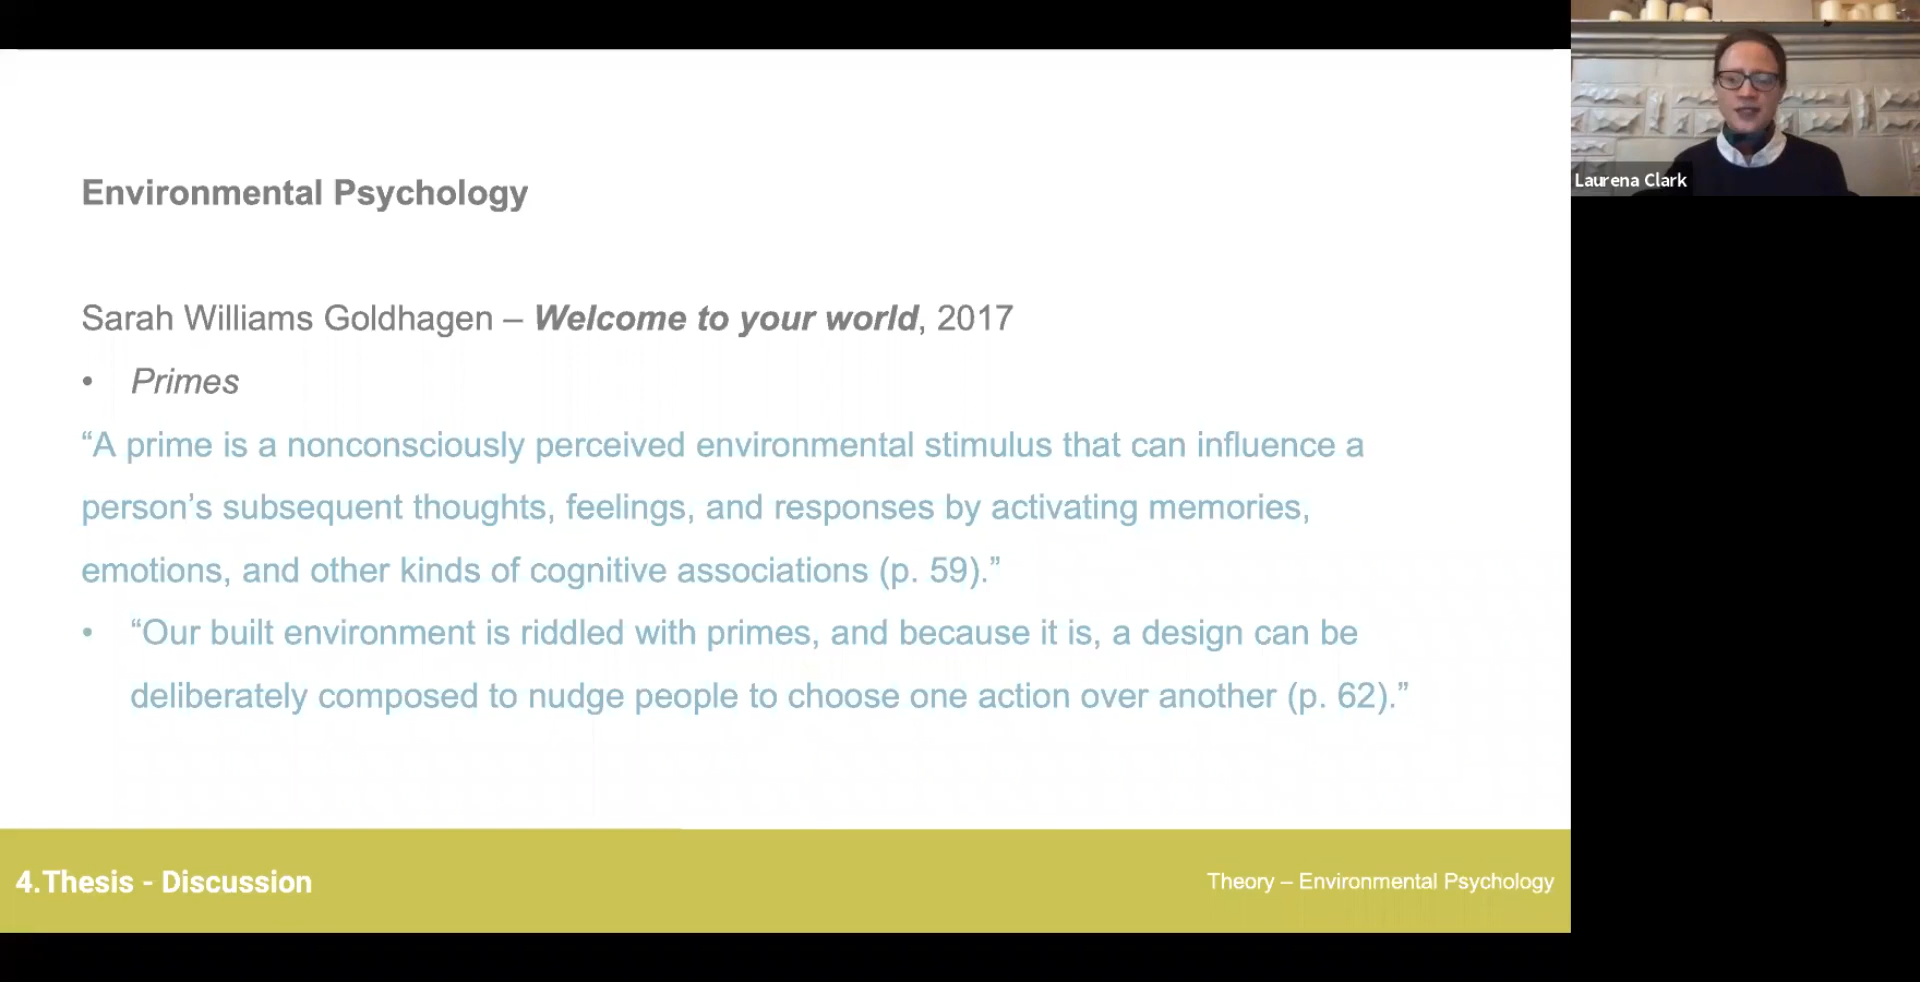 Environmental Psychology
Sarah Williams Goldhagen – Welcome to your world, 2017
• Primes
“A prime is a nonconsciously perceived environmental stimulus that can influence a
person’s subsequent thoughts, feelings, and responses by activating memories,
emotions, and other kinds of cognitive associations (p. 59).”
• “Our built environment is riddled with primes, and because it is, a design can be
deliberately composed to nudge people to choose one action over another (p. 62).”
4.Thesis - Discussion
Theory – Environmental Psychology
Laurena Clark